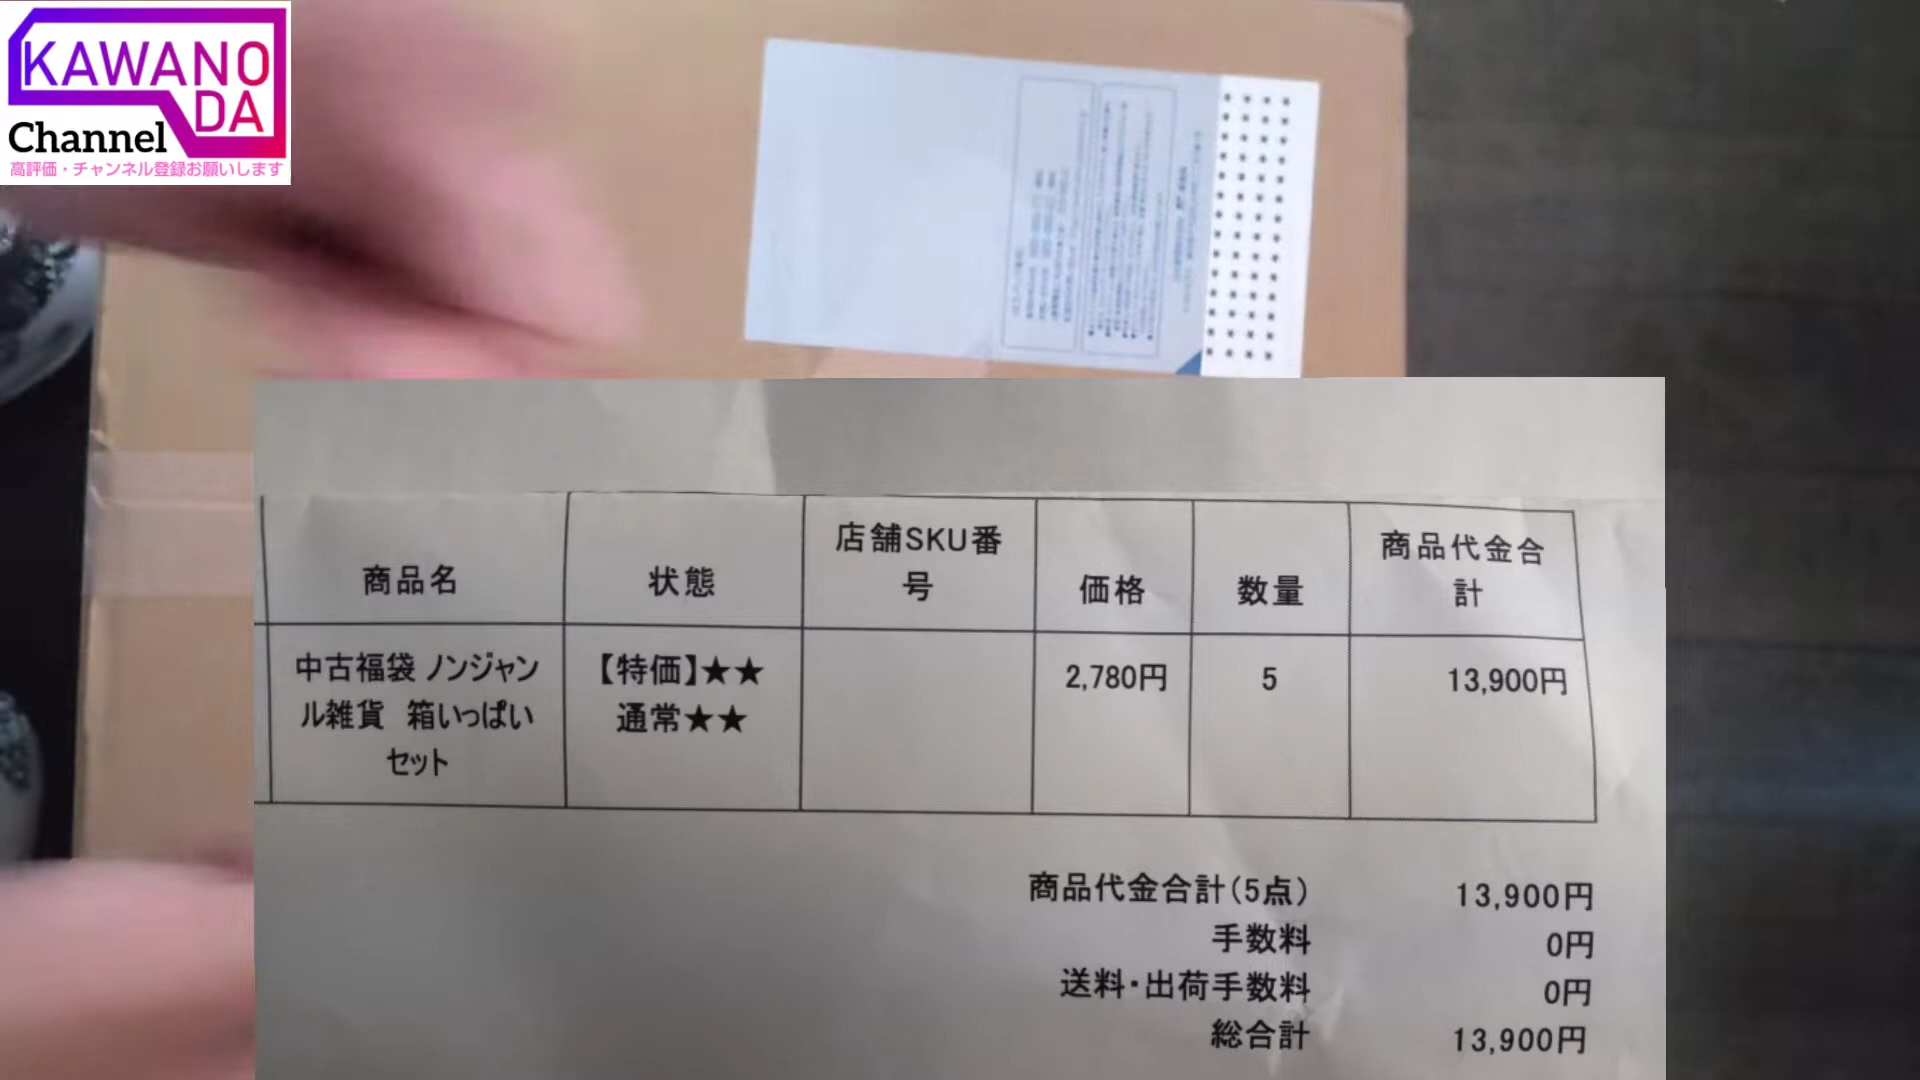 KAWANO
DA
Channel
高評価・チャンネル登録お願いします
商品名
状態
店舗SKU番
号
価格
数量
商品代金合
計
中古福袋 ノンジャン
ル雑貨　箱いっぱい
セット
【特価】★★
通常★★
2,780円
5
13,900円
商品代金合計(5点) 13,900円
手数料 0円
送料・出荷手数料 0円
総合計 13,900円